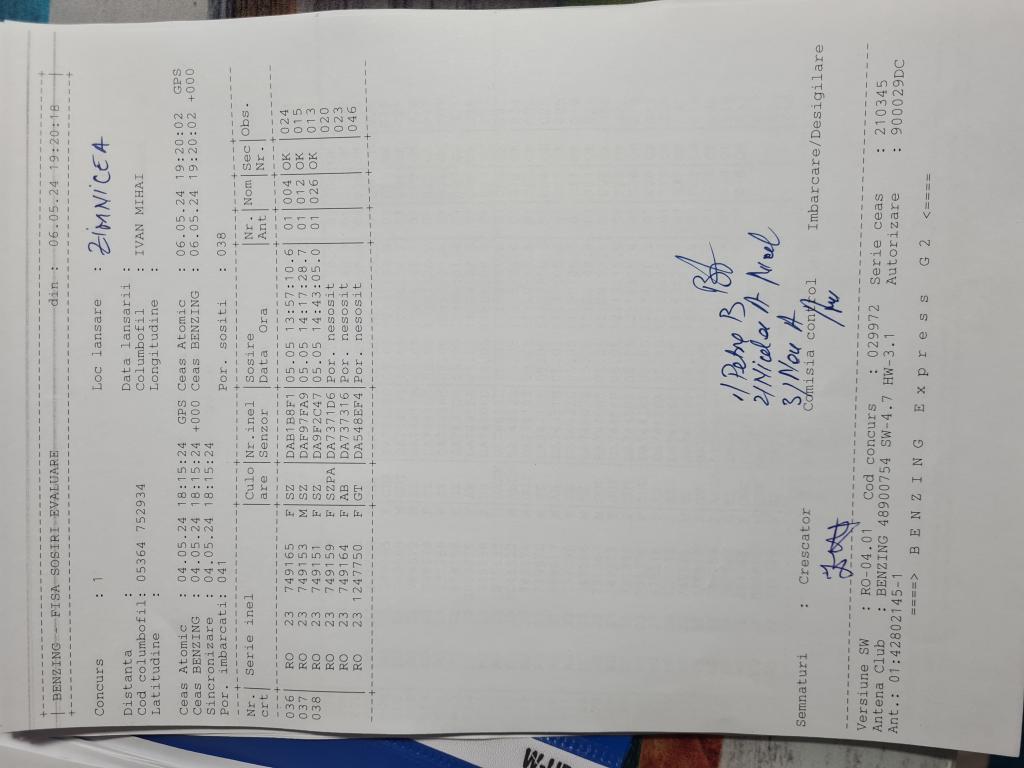 +---------------------------------------------------------------------------+
| BENZING - FISA SOSIRI EVALUARE din: 06.05.24 19:20:18 |
+---------------------------------------------------------------------------+
Concurs : 1 Loc lansare : ZIMNICEA
Distanta : Data lansarii :
Cod columbofil: 05364 752934 Columbofil : IVAN MIHAI
Latitudine : Longitudine :
Ceas Atomic : 04.05.24 18:15:24 GPS Ceas Atomic : 06.05.24 19:20:02 GPS
Ceas BENZING : 04.05.24 18:15:24 +000 Ceas BENZING : 06.05.24 19:20:02 +000
Sincronizare : 04.05.24 18:15:24
Por. imbarcati: 041 Por. sositi : 038
Nr. | Serie inel |Culo|Nr.inel |Sosire |Nr.|Nom|Sec|Obs.
crt | |are |Senzor |Data Ora |Ant| |Nr.|
036 | RO 23 749165 F SZ |DAB1B8F1|05.05 13:57:10.6| 01|004|OK |024
037 | RO 23 749153 M SZ |DAF97FA9|05.05 14:17:28.7| 01|012|OK |015
038 | RO 23 749151 F SZ |DA9F2C47|05.05 14:43:05.0| 01|026|OK |013
| RO 23 749159 F SZPA|DA7371D6|Por. nesosit | | | |020
| RO 23 749164 F AB |DA737316|Por. nesosit | | | |023
| RO 23 1247750 F GT |DA548EF4|Por. nesosit | | | |046
1) Petre B
2) Nicolae A Nicel
3) Nou A
Semnaturi : Crescator Comisia control Imbarcare/Desigilare
Versiune SW : RO-04.01 Cod concurs : 029972 Serie ceas : 210345
Antena Club : BENZING 48900754 SW-4.7 HW-3.1 Autorizare : 900029DC
Ant.: 01:42802145-1
====> B E N Z I N G E x p r e s s G 2 <====